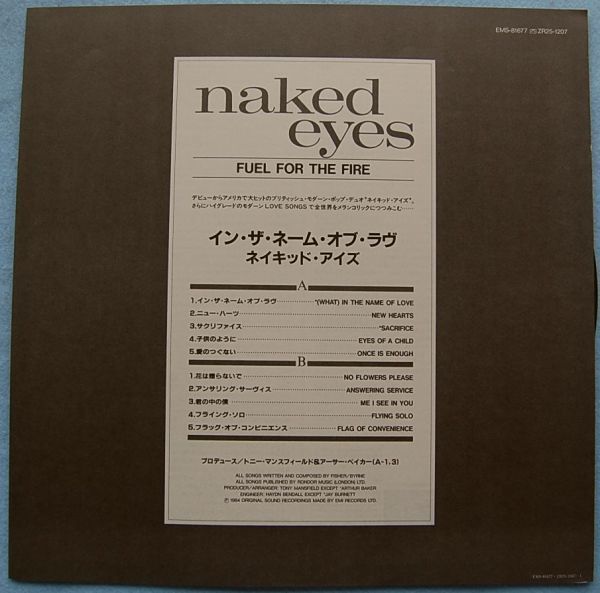 EMS-81677 ZR25-1207
naked
eyes
FUEL FOR THE FIRE
デビューからアメリカで大ヒットのブリティッシュ・モダーン・ポップ・デュオ"ネイキッド・アイズ"。
さらにハイグレードのモダーンLOVE SONGSで全世界をメランコリックにつつみこむ……
イン・ザ・ネーム・オブ・ラヴ
ネイキッド・アイズ
A
1.イン・ザ・ネーム・オブ・ラヴ……*(WHAT) IN THE NAME OF LOVE
2.ニュー・ハーツ……NEW HEARTS
3.サクリファイス……*SACRIFICE
4.子供のように……EYES OF A CHILD
5.愛のつぐない……ONCE IS ENOUGH
B
1.花は贈らないで……NO FLOWERS PLEASE
2.アンサリング・サーヴィス……ANSWERING SERVICE
3.君の中の僕……ME I SEE IN YOU
4.フライング・ソロ……FLYING SOLO
5.フラッグ・オブ・コンビニエンス……FLAG OF CONVENIENCE
プロデュース／トニー・マンスフィールド&アーサー・ベイカー(A-1,3)
ALL SONGS WRITTEN AND COMPOSED BY FISHER/BYRNE
ALL SONGS PUBLISHED BY RONDOR MUSIC (LONDON) LTD.
PRODUCER/ARRANGER: TONY MANSFIELD EXCEPT *ARTHUR BAKER
ENGINEER: HAYDN BENDALL EXCEPT *JAY BURNETT
Ⓟ 1984 ORIGINAL SOUND RECORDINGS MADE BY EMI RECORDS LTD.